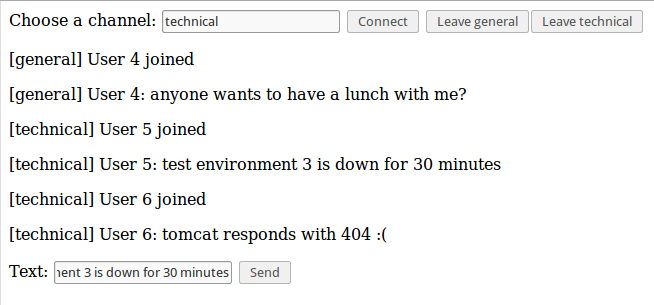 Choose a channel: technical Connect Leave general Leave technical
[general] User 4 joined
[general] User 4: anyone wants to have a lunch with me?
[technical] User 5 joined
[technical] User 5: test environment 3 is down for 30 minutes
[technical] User 6 joined
[technical] User 6: tomcat responds with 404 :(
Text: nent 3 is down for 30 minutes Send